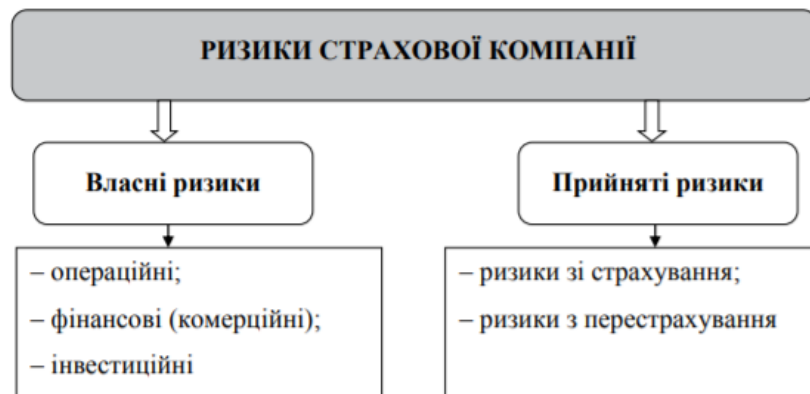 РИЗИКИ СТРАХОВОЇ КОМПАНІЇ
Власні ризики
Прийняті ризики
– операційні;
– фінансові (комерційні);
– інвестиційні
– ризики зі страхування;
– ризики з перестрахування